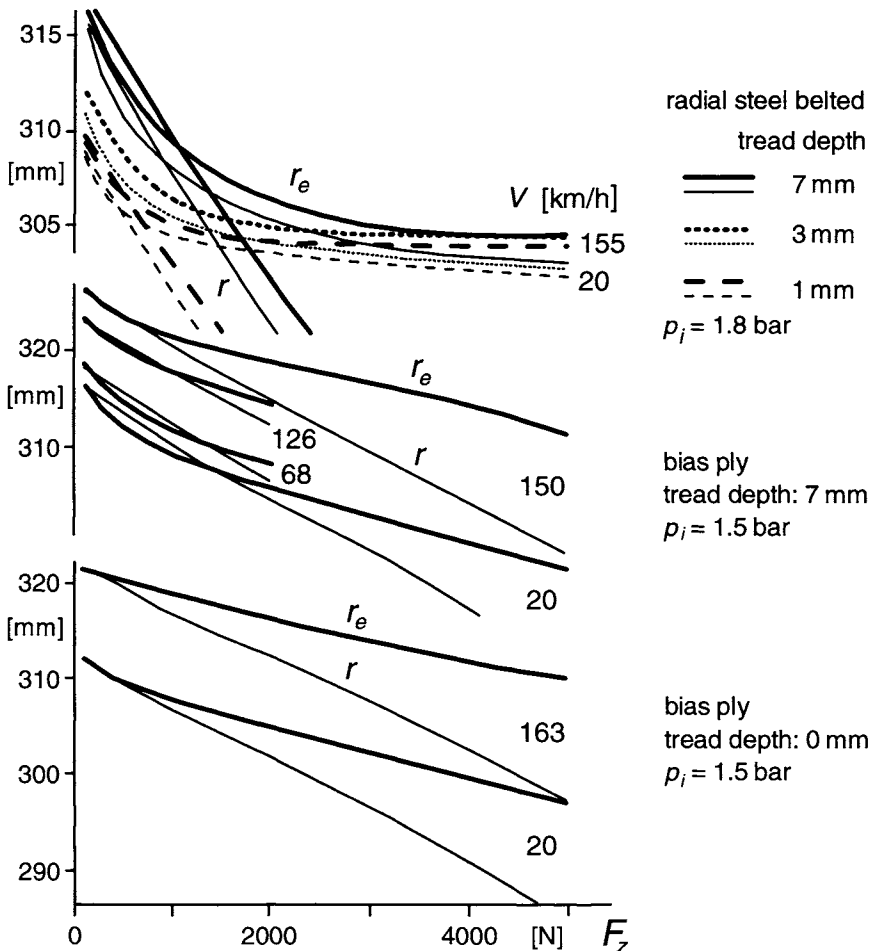 315
310
[mm]
305
r_e
V [km/h]
155
20
r
radial steel belted
tread depth
7 mm
3 mm
1 mm
p_i = 1.8 bar
320
[mm]
310
r_e
126
68
r
150
20
bias ply
tread depth: 7 mm
p_i = 1.5 bar
320
[mm]
310
300
290
r_e
r
163
20
bias ply
tread depth: 0 mm
p_i = 1.5 bar
0 2000 4000 [N] F_z